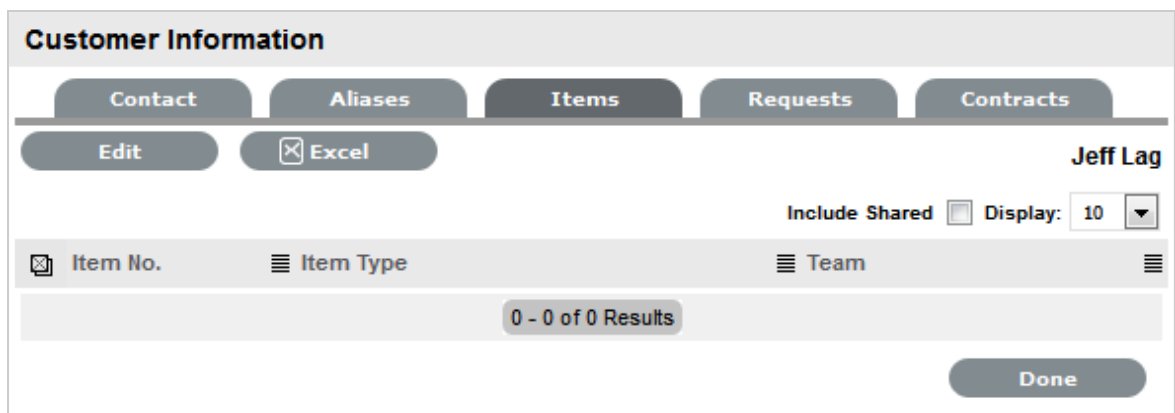 Customer Information
Contact Aliases Items Requests Contracts
Edit Excel
Jeff Lag
Include Shared Display: 10
Item No. Item Type Team
0 - 0 of 0 Results
Done